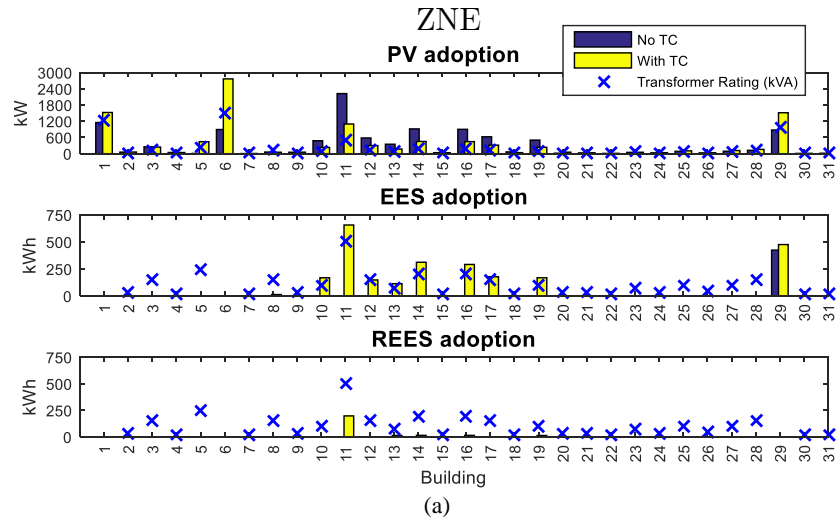 ZNE
PV adoption
No TC
With TC
Transformer Rating (kVA)
kW
3000
2400
1800
1200
600
0
1 2 3 4 5 6 7 8 9 10 11 12 13 14 15 16 17 18 19 20 21 22 23 24 25 26 27 28 29 30 31
EES adoption
kWh
750
500
250
0
1 2 3 4 5 6 7 8 9 10 11 12 13 14 15 16 17 18 19 20 21 22 23 24 25 26 27 28 29 30 31
REES adoption
kWh
750
500
250
0
1 2 3 4 5 6 7 8 9 10 11 12 13 14 15 16 17 18 19 20 21 22 23 24 25 26 27 28 29 30 31
Building
(a)